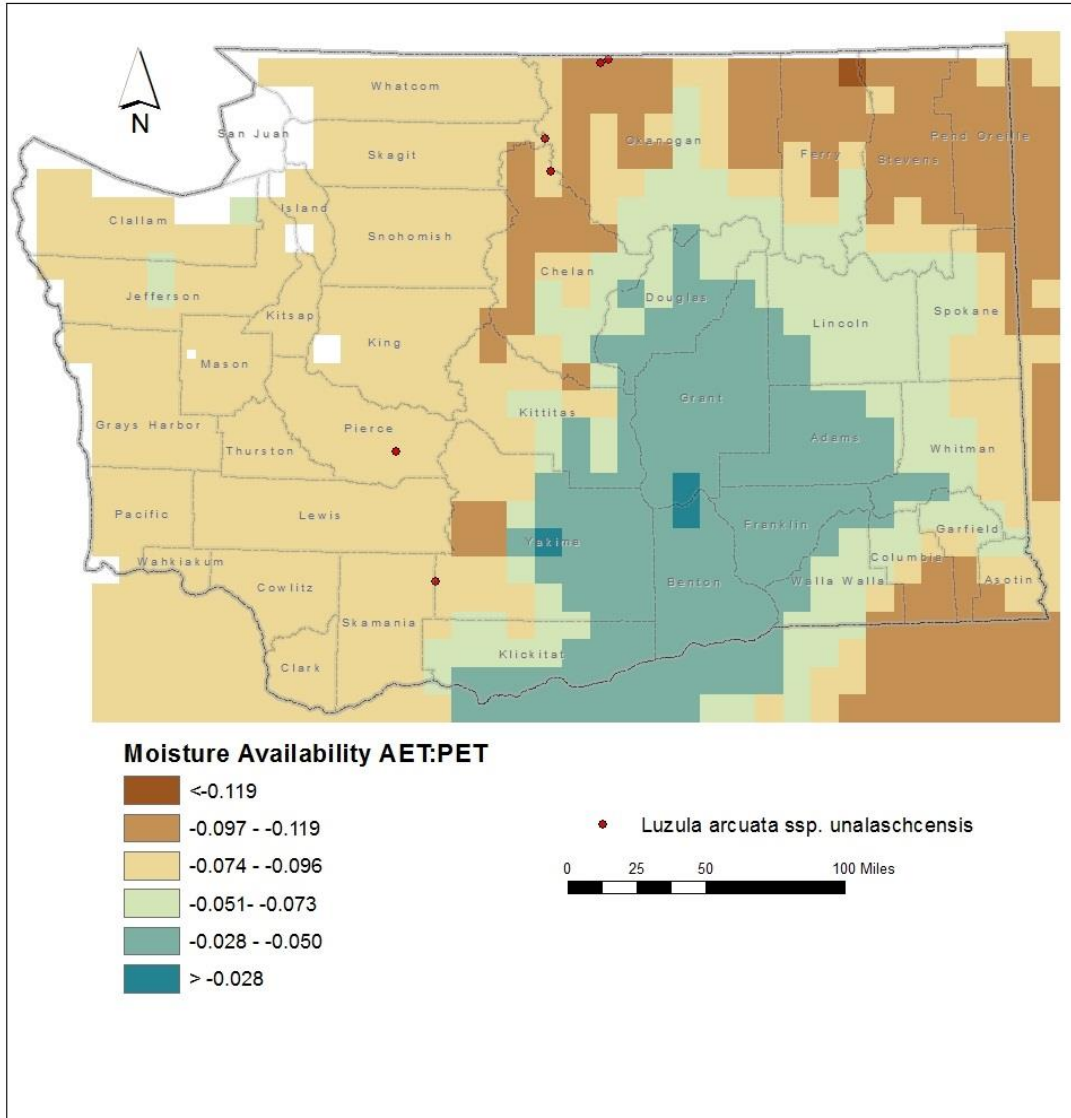 N
Whatcom
San Juan
Okanogan
Pend Oreille
Skagit
Ferry
Stevens
Island
Clallam
Snohomish
Chelan
Douglas
Jefferson
Kitsap
Lincoln
Spokane
King
Mason
Grant
Kittitas
Grays Harbor
Pierce
Adams
Thurston
Whitman
Pacific
Lewis
Franklin
Garfield
Yakima
Wahkiakum
Columbia
Cowlitz
Benton
Walla Walla
Asotin
Skamania
Klickitat
Clark
Moisture Availability AET:PET
<-0.119
-0.097 - -0.119
-0.074 - -0.096
-0.051- -0.073
-0.028 - -0.050
> -0.028
Luzula arcuata ssp. unalaschcensis
0 25 50 100 Miles